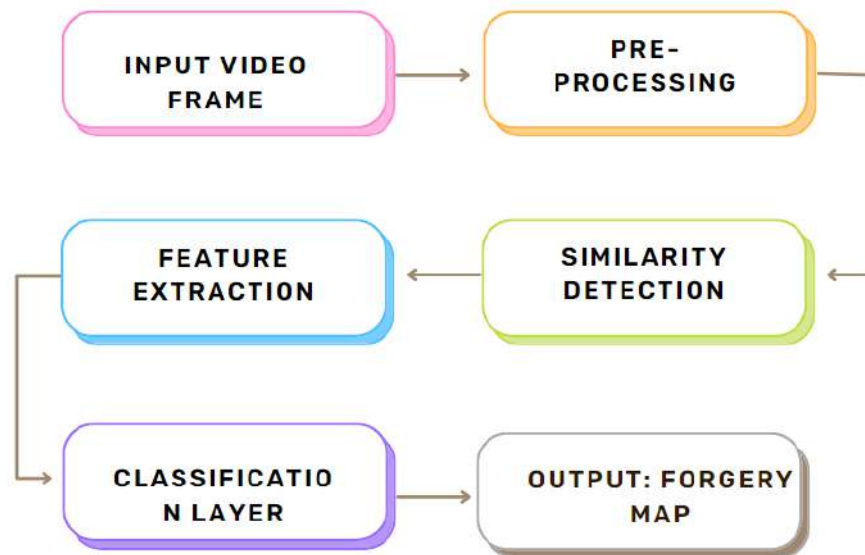 INPUT VIDEO
FRAME
PRE-
PROCESSING
FEATURE
EXTRACTION
SIMILARITY
DETECTION
CLASSIFICATIO
N LAYER
OUTPUT: FORGERY
MAP